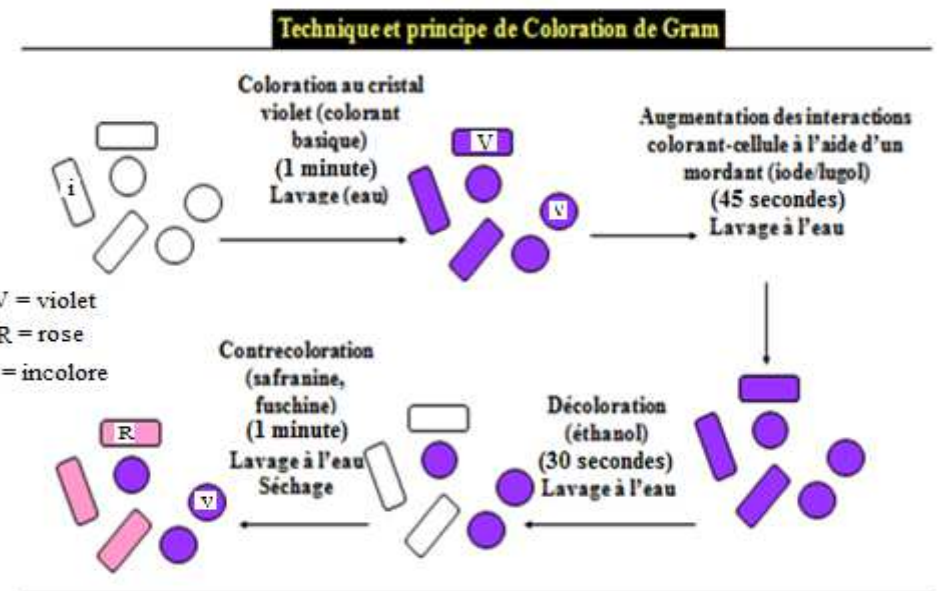 Technique et principe de Coloration de Gram
Coloration au cristal
violet (colorant
basique)
(1 minute)
Lavage (eau)
Augmentation des interactions
colorant-cellule à l'aide d'un
mordant (iode/lugol)
(45 secondes)
Lavage à l'eau
i
V
V
V = violet
R = rose
= incolore
Contrecoloration
(safranine,
fuschine)
(1 minute)
Lavage à l'eau
Séchage
Décoloration
(éthanol)
(30 secondes)
Lavage à l'eau
R
V